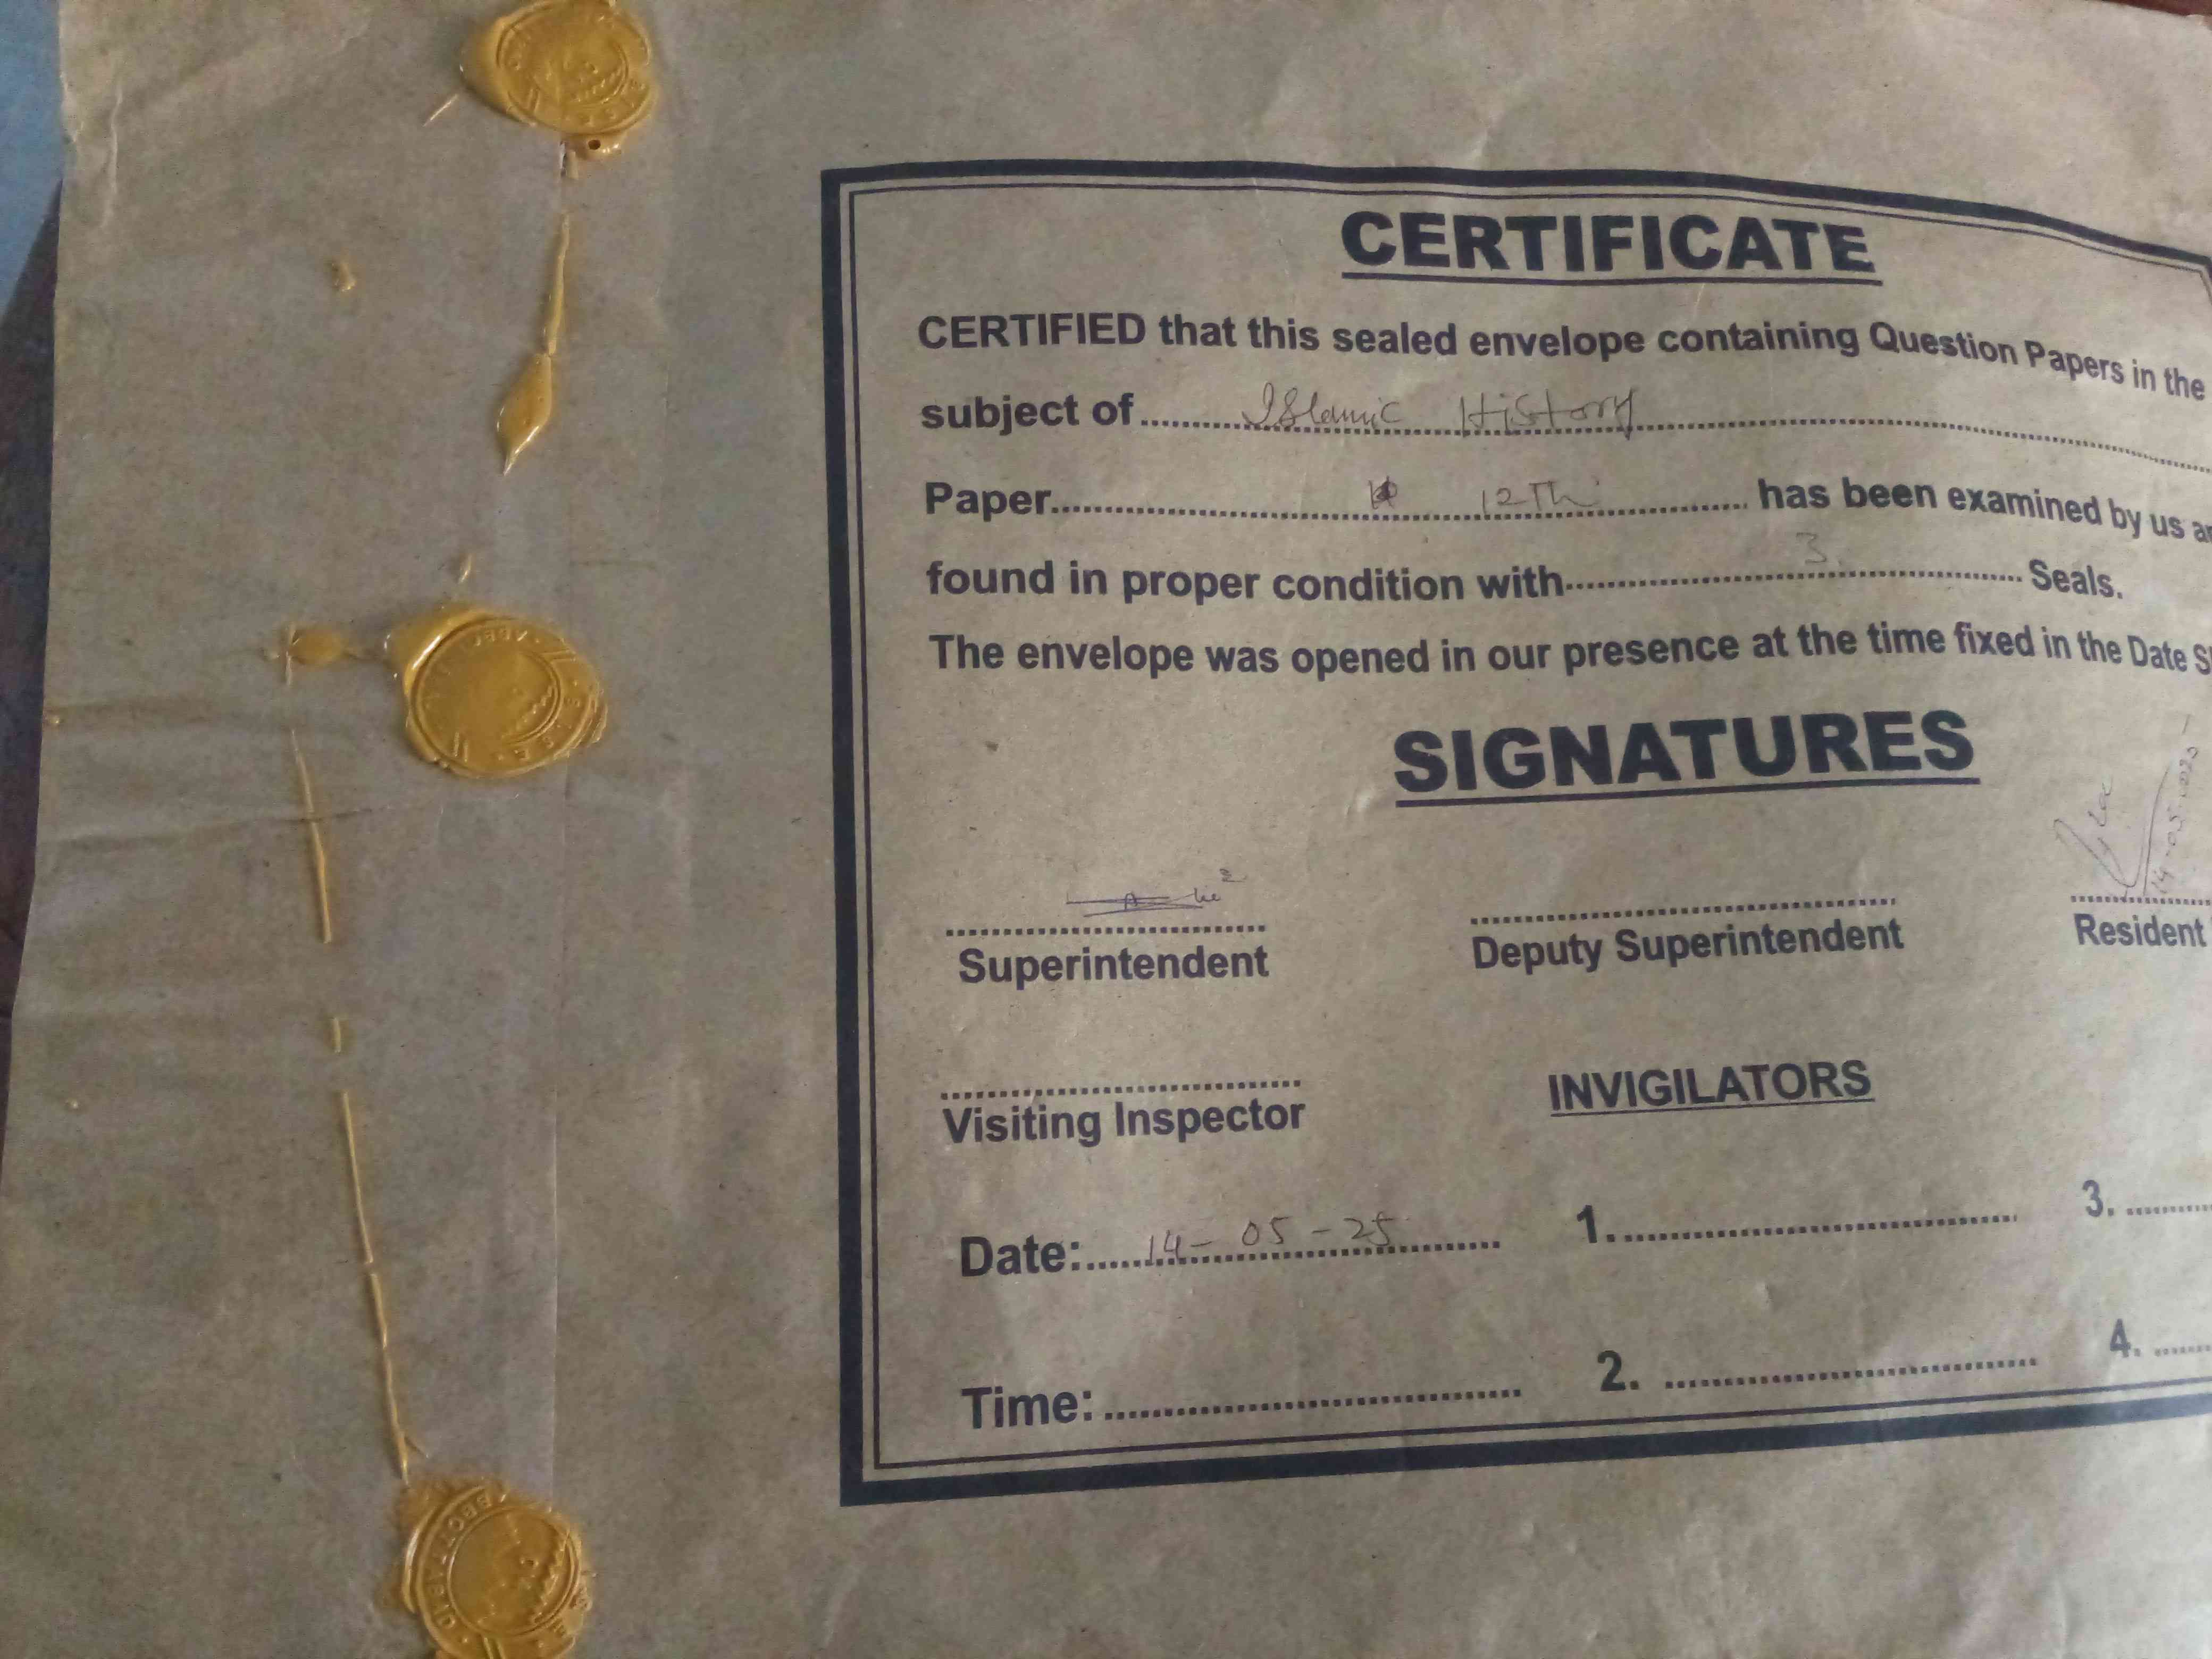 CERTIFICATE
CERTIFIED that this sealed envelope containing Question Papers in the
subject of Islamic History
Paper 12Th has been examined by us
found in proper condition with 3 Seals.
The envelope was opened in our presence at the time fixed in the Date
SIGNATURES
Superintendent
Deputy Superintendent
Resident
Visiting Inspector
INVIGILATORS
Date: 14-05-25
1.
3.
Time:
2.
4.